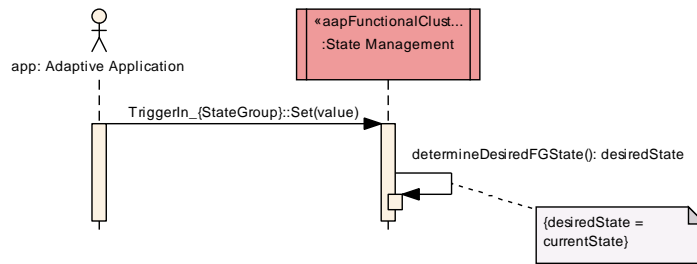 «aapFunctionalClust...
:State Management
app: Adaptive Application
TriggerIn_{StateGroup}::Set(value)
determineDesiredFGState(): desiredState
{desiredState =
currentState}